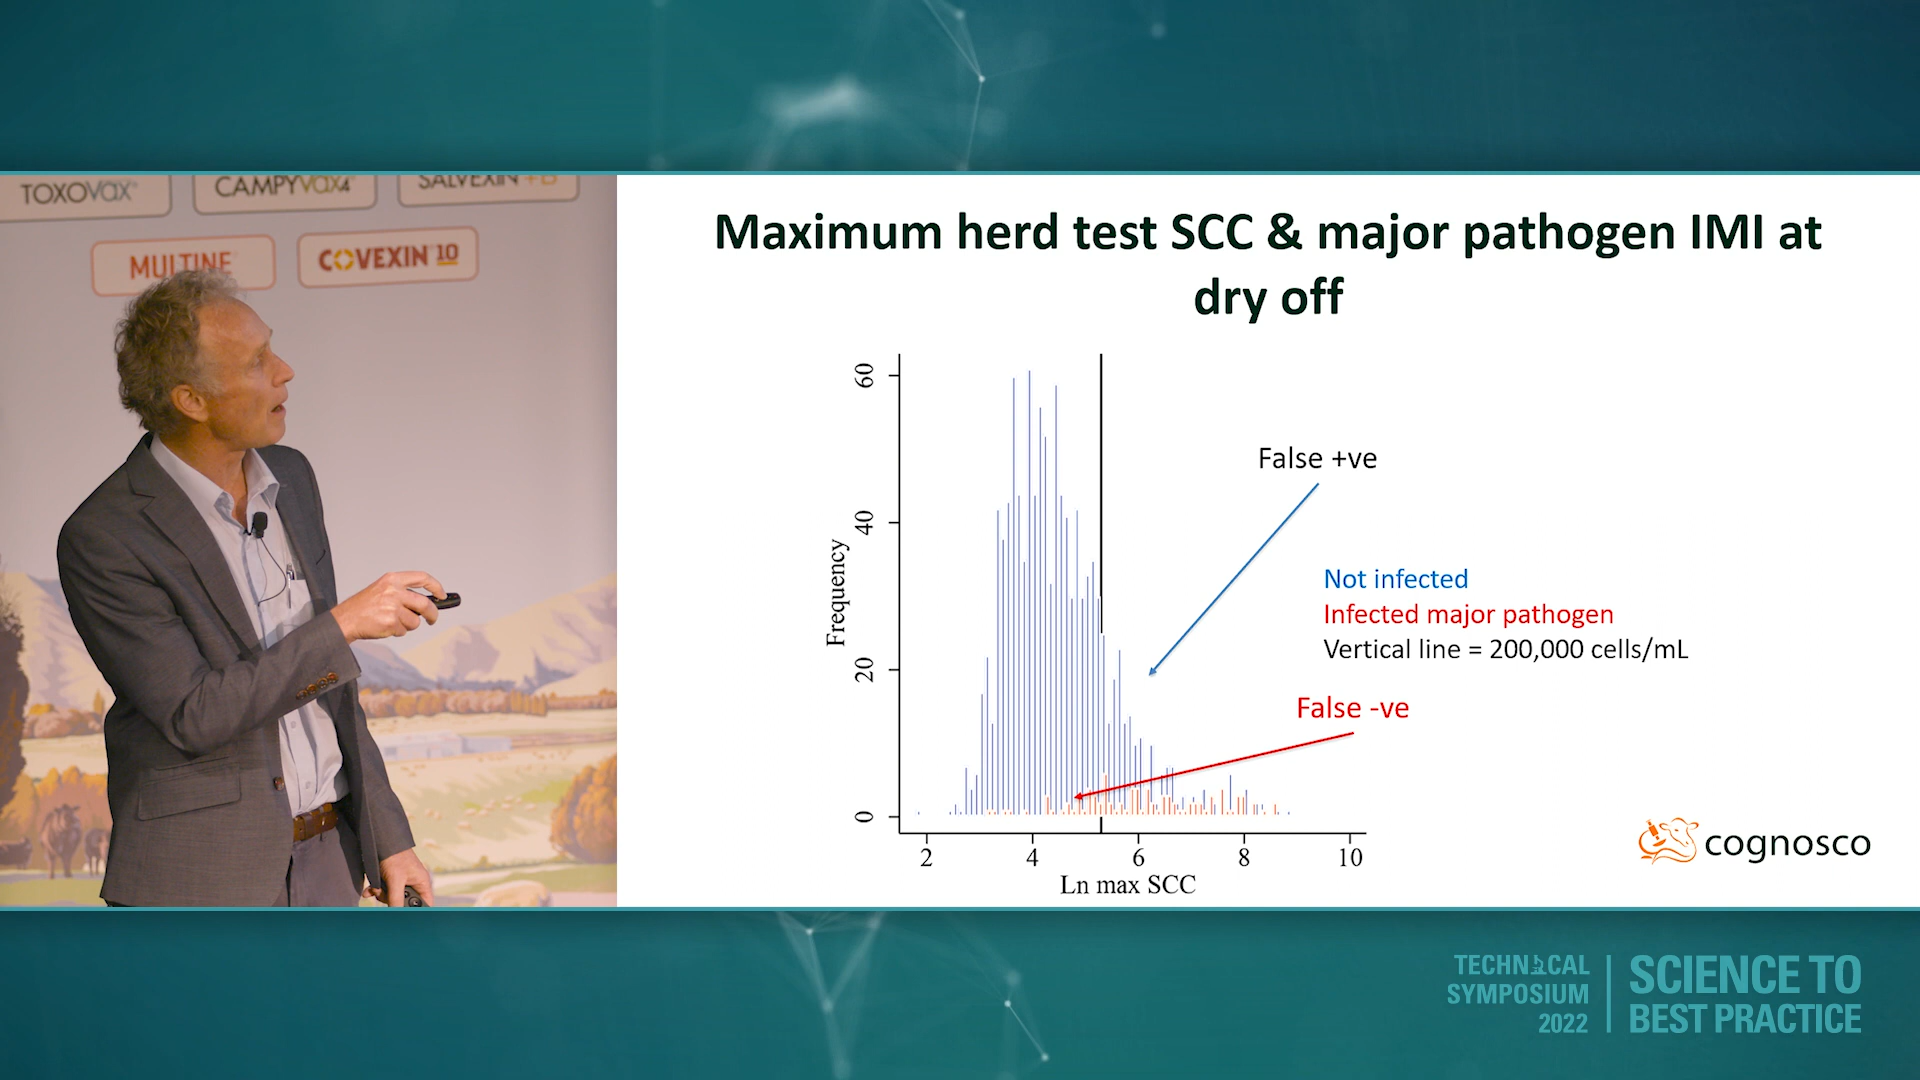 TOXOVAX®
CAMPYVAX4®
SALVEXIN+B
MULTINE
COVEXIN® 10
Maximum herd test SCC & major pathogen IMI at
dry off
60
40
20
0
Frequency
2
4
6
8
10
Ln max SCC
False +ve
Not infected
Infected major pathogen
Vertical line = 200,000 cells/mL
False -ve
cognosco
TECHNICAL
SYMPOSIUM
2022
SCIENCE TO
BEST PRACTICE